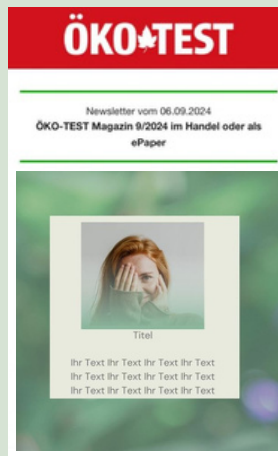 ÖKO TEST
Newsletter vom 06.09.2024
ÖKO-TEST Magazin 9/2024 im Handel oder als
ePaper
Titel
Ihr Text Ihr Text Ihr Text Ihr Text
Ihr Text Ihr Text Ihr Text Ihr Text
Ihr Text Ihr Text Ihr Text Ihr Text